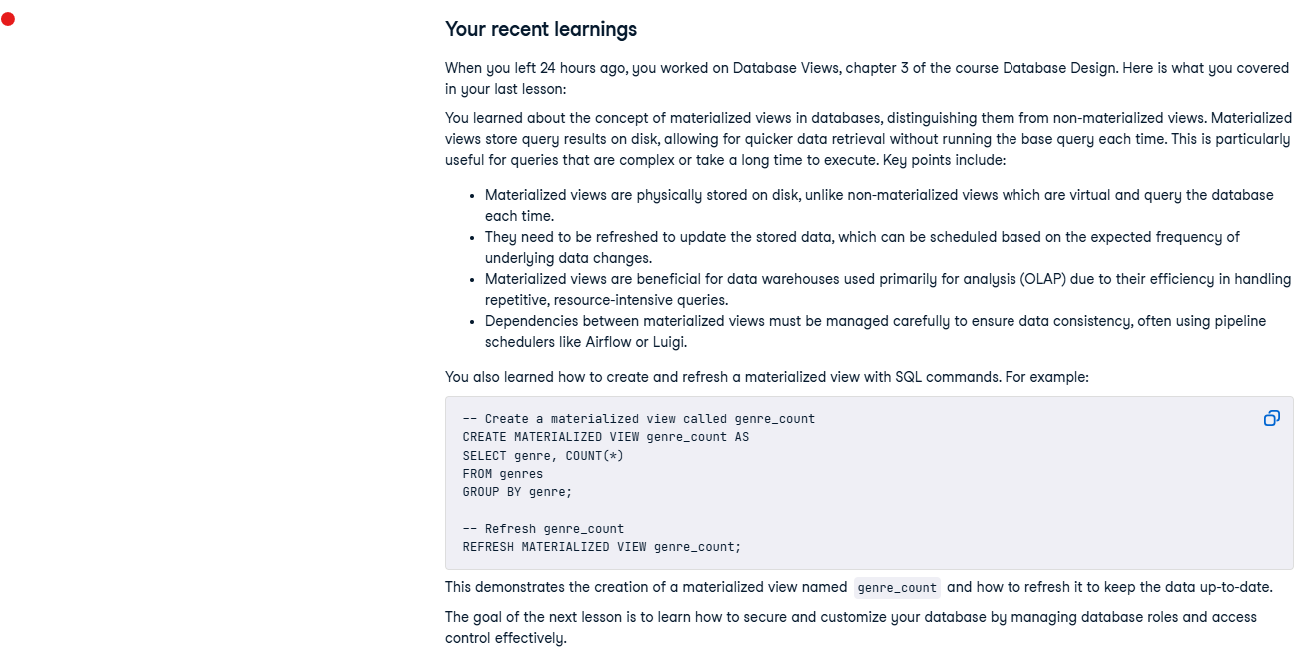 Your recent learnings
When you left 24 hours ago, you worked on Database Views, chapter 3 of the course Database Design. Here is what you covered
in your last lesson:
You learned about the concept of materialized views in databases, distinguishing them from non-materialized views. Materialized
views store query results on disk, allowing for quicker data retrieval without running the base query each time. This is particularly
useful for queries that are complex or take a long time to execute. Key points include:
• Materialized views are physically stored on disk, unlike non-materialized views which are virtual and query the database
each time.
• They need to be refreshed to update the stored data, which can be scheduled based on the expected frequency of
underlying data changes.
• Materialized views are beneficial for data warehouses used primarily for analysis (OLAP) due to their efficiency in handling
repetitive, resource-intensive queries.
• Dependencies between materialized views must be managed carefully to ensure data consistency, often using pipeline
schedulers like Airflow or Luigi.
You also learned how to create and refresh a materialized view with SQL commands. For example:
-- Create a materialized view called genre_count
CREATE MATERIALIZED VIEW genre_count AS
SELECT genre, COUNT(*)
FROM genres
GROUP BY genre;
-- Refresh genre_count
REFRESH MATERIALIZED VIEW genre_count;
This demonstrates the creation of a materialized view named genre_count and how to refresh it to keep the data up-to-date.
The goal of the next lesson is to learn how to secure and customize your database by managing database roles and access
control effectively.